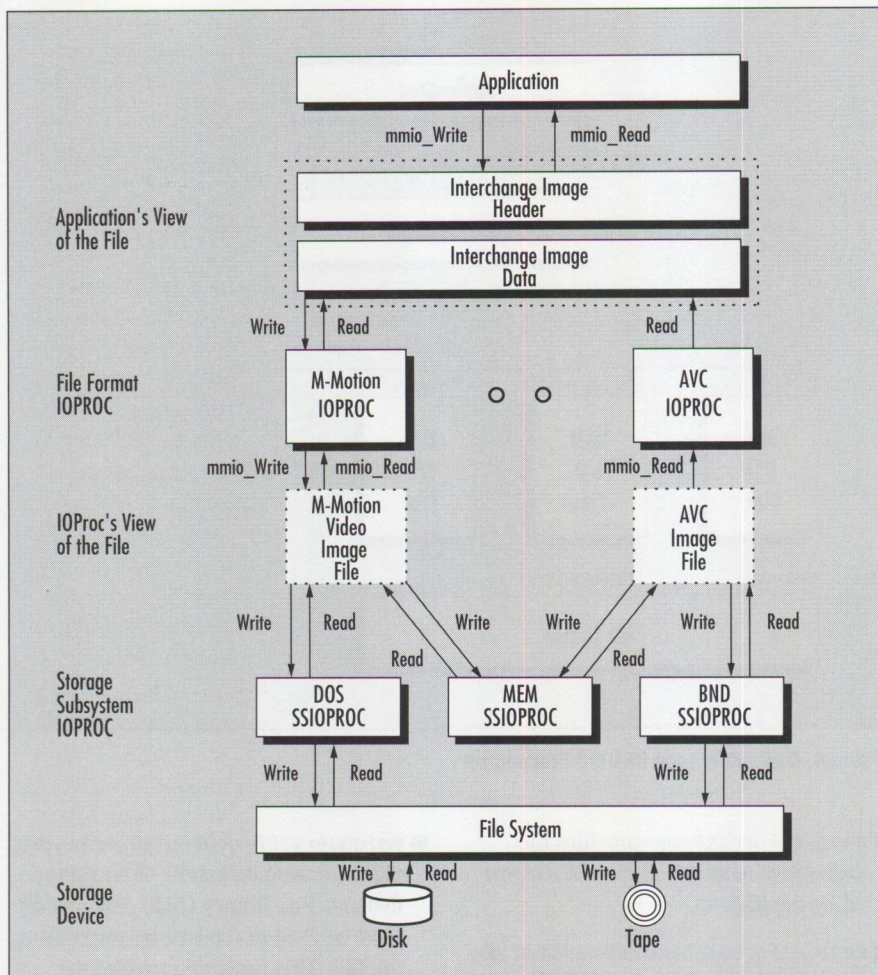 Application
mmio_Write
mmio_Read
Interchange Image
Header
Application's View
of the File
Interchange Image
Data
Write
Read
Read
File Format
IOPROC
M-Motion
IOPROC
AVC
IOPROC
mmio_Write
mmio_Read
mmio_Read
IOProc's View
of the File
M-Motion
Video
Image
File
AVC
Image
File
Write
Read
Write
Read
Write
Read
Write
Read
Storage
Subsystem
IOPROC
DOS
SSIOPROC
MEM
SSIOPROC
BND
SSIOPROC
Write
Read
Write
Read
File System
Write
Read
Write
Read
Storage
Device
Disk
Tape